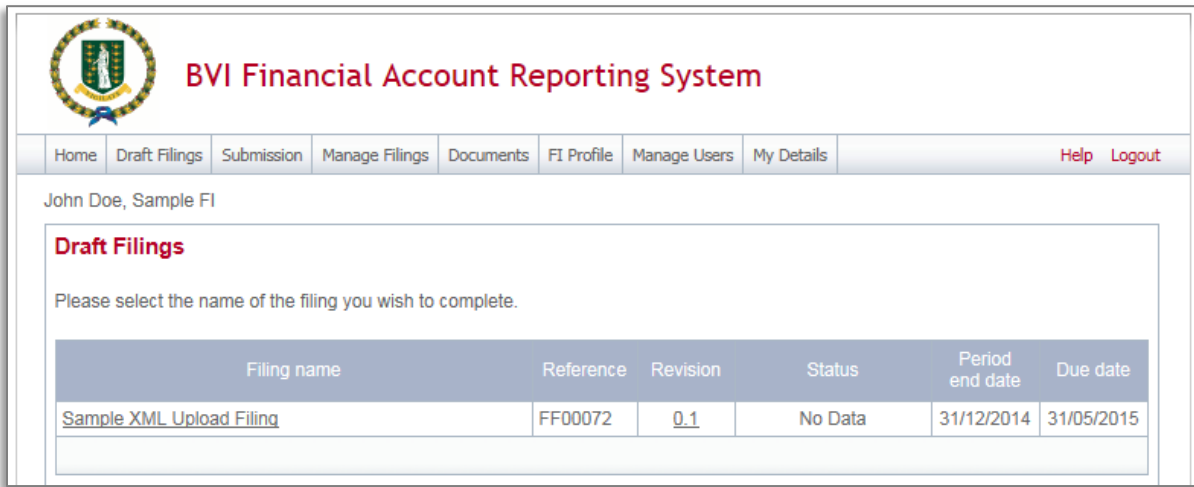 BVI Financial Account Reporting System
Home Draft Filings Submission Manage Filings Documents FI Profile Manage Users My Details Help Logout
John Doe, Sample FI
Draft Filings
Please select the name of the filing you wish to complete.
Filing name Reference Revision Status Period end date Due date
Sample XML Upload Filing FF00072 0.1 No Data 31/12/2014 31/05/2015